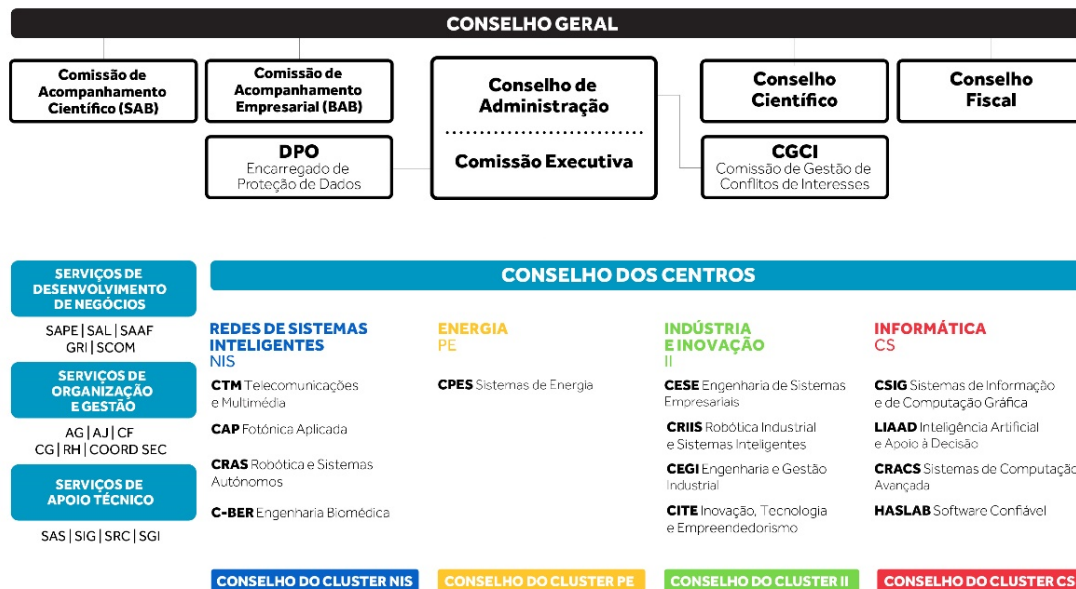 CONSELHO GERAL
Comissão de
Acompanhamento
Científico (SAB)
Comissão de
Acompanhamento
Empresarial (BAB)
Conselho de
Administração
Comissão Executiva
Conselho
Científico
Conselho
Fiscal
DPO
Encarregado de
Proteção de Dados
CGCI
Comissão de Gestão de
Conflitos de Interesses
SERVIÇOS DE
DESENVOLVIMENTO
DE NEGÓCIOS
SAPE | SAL | SAAF
GRI | SCOM
SERVIÇOS DE
ORGANIZAÇÃO
E GESTÃO
AG | AJ | CF
CG | RH | COORD SEC
SERVIÇOS DE
APOIO TÉCNICO
SAS | SIG | SRC | SGI
CONSELHO DOS CENTROS
REDES DE SISTEMAS
INTELIGENTES
NIS
CTM Telecomunicações
e Multimédia
CAP Fotónica Aplicada
CRAS Robótica e Sistemas
Autónomos
C-BER Engenharia Biomédica
CONSELHO DO CLUSTER NIS
ENERGIA
PE
CPES Sistemas de Energia
CONSELHO DO CLUSTER PE
INDÚSTRIA
E INOVAÇÃO
II
CESE Engenharia de Sistemas
Empresariais
CRIIS Robótica Industrial
e Sistemas Inteligentes
CEGI Engenharia e Gestão
Industrial
CITE Inovação, Tecnologia
e Empreendedorismo
CONSELHO DO CLUSTER II
INFORMÁTICA
CS
CSIG Sistemas de Informação
e de Computação Gráfica
LIAAD Inteligência Artificial
e Apoio à Decisão
CRACS Sistemas de Computação
Avançada
HASLAB Software Confiável
CONSELHO DO CLUSTER CS